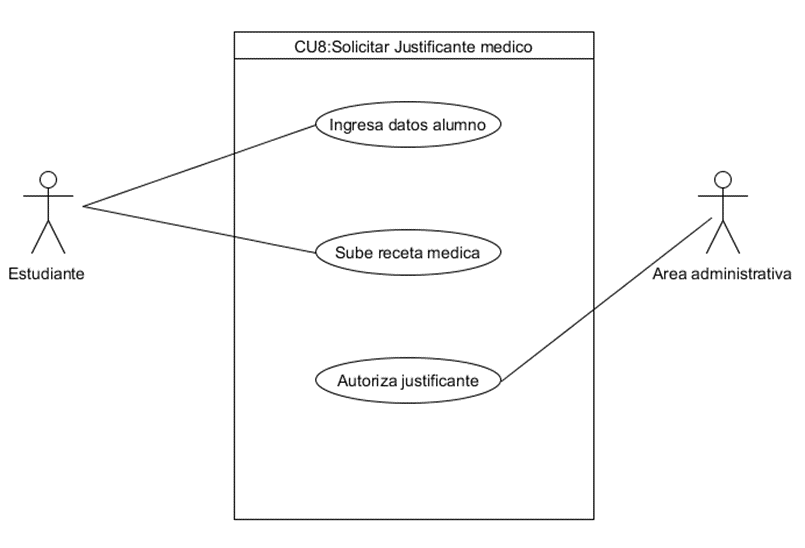 CU8:Solicitar Justificante medico
Ingresa datos alumno
Sube receta medica
Estudiante
Area administrativa
Autoriza justificante